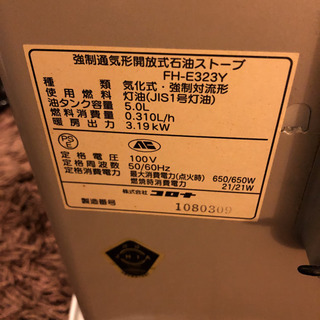 強制通気形開放式石油ストーブ
FH-E323Y
種類 気化式・強制対流形
使用燃料 灯油(JIS1号灯油)
油タンク容量 5.0L
燃料消費量 0.310L/h
暖房出力 3.19kW
定格電圧 100V
定格周波数 50/60Hz
定格消費電力 最大消費電力(点火時) 650/650W
燃焼時消費電力 21/21W
株式会社コロナ
製造番号 1080309